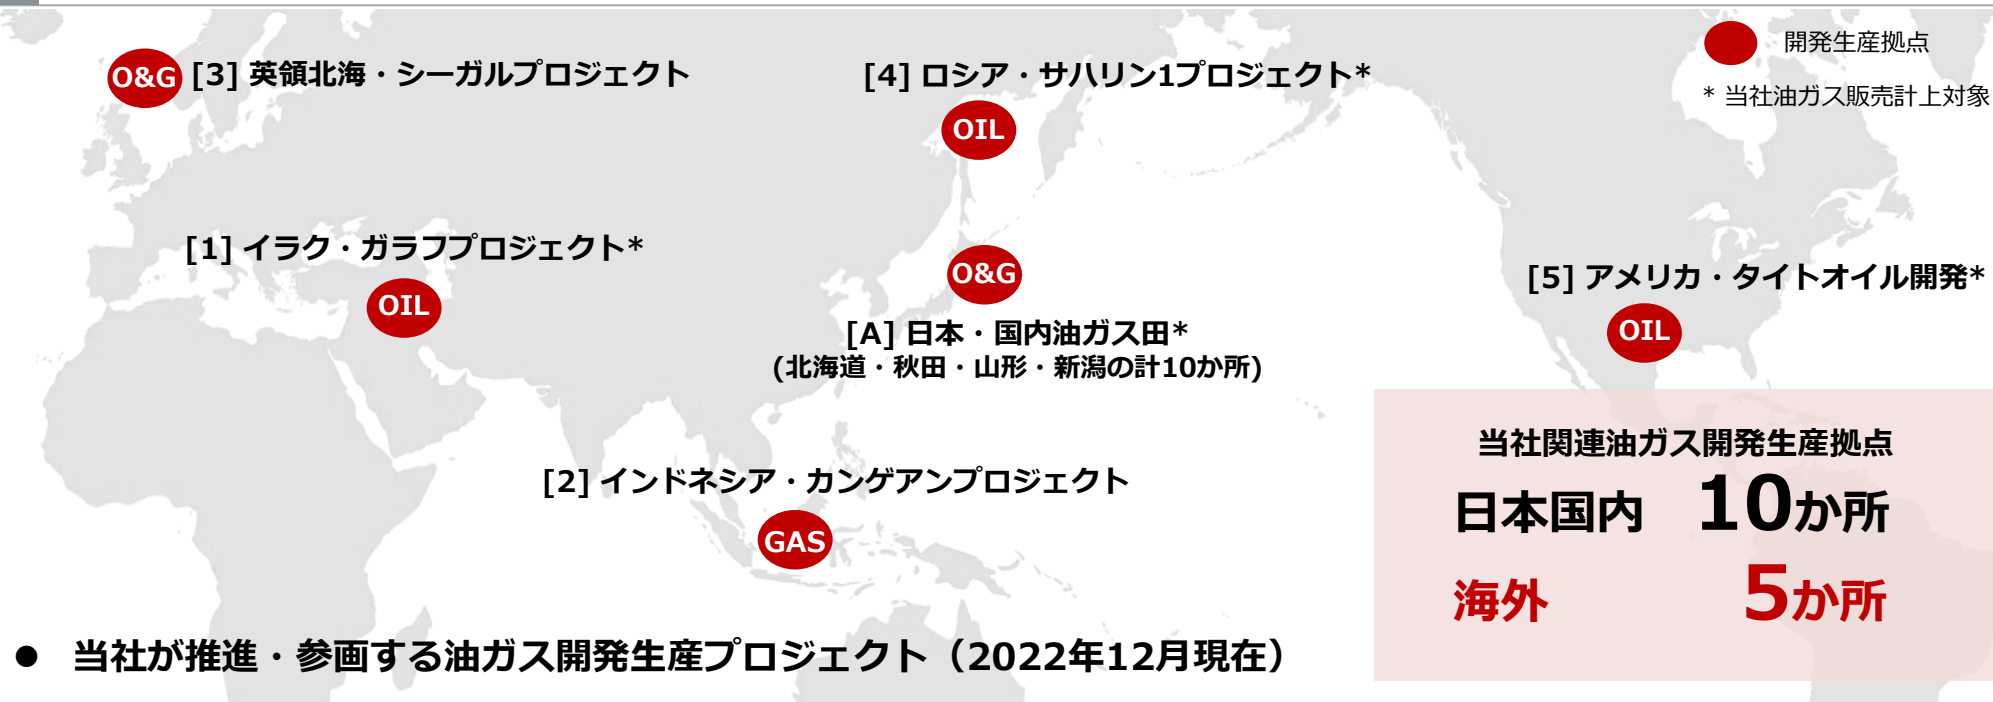 開発生産拠点
* 当社油ガス販売計上対象
O&G [3] 英領北海・シーガルプロジェクト
[4] ロシア・サハリン1プロジェクト*
OIL
[1] イラク・ガラフプロジェクト*
OIL
O&G
[A] 日本・国内油ガス田*
(北海道・秋田・山形・新潟の計10か所)
[5] アメリカ・タイトオイル開発*
OIL
[2] インドネシア・カンゲアンプロジェクト
GAS
当社関連油ガス開発生産拠点
日本国内 10か所
海外 5か所
● 当社が推進・参画する油ガス開発生産プロジェクト（2022年12月現在）